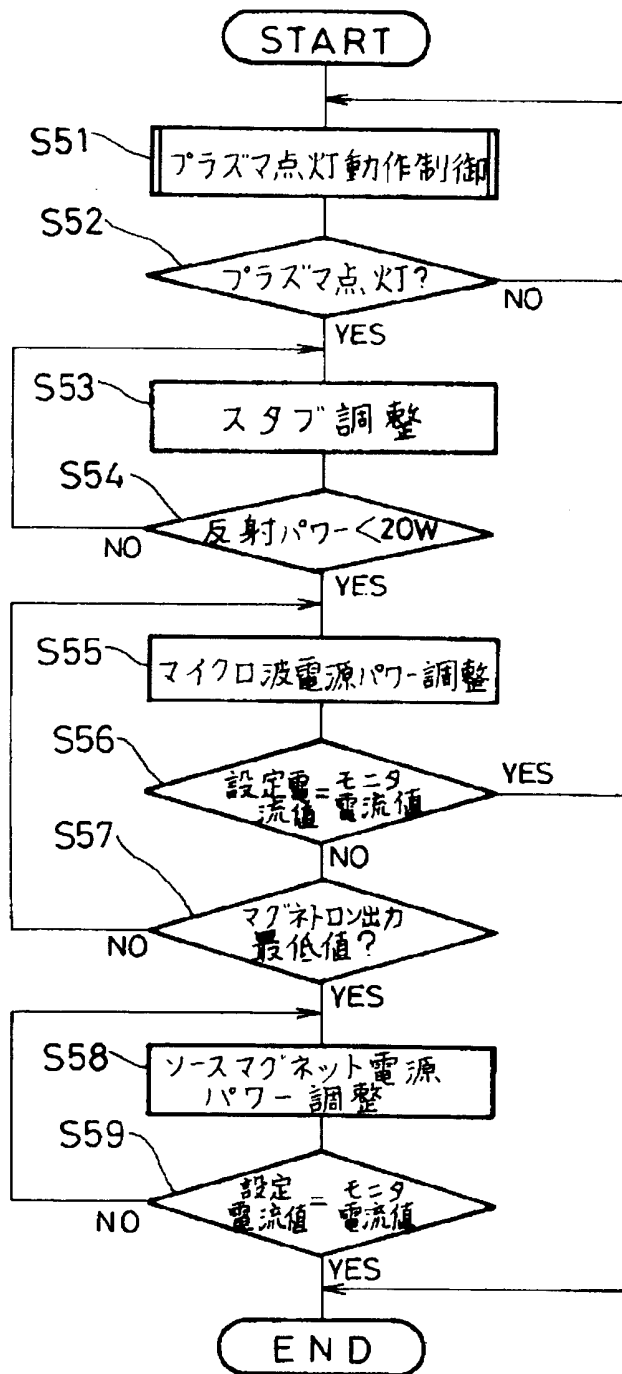 START
S51
プラズマ点灯動作制御
S52
プラズマ点灯?
NO
YES
S53
スタブ調整
S54
反射パワー<20W
NO
YES
S55
マイクロ波電源パワー調整
S56
設定電流値=モニタ電流値
YES
NO
S57
マグネトロン出力
最低値?
NO
YES
S58
ソースマグネット電源
パワー調整
S59
設定電流値=モニタ電流値
NO
YES
END